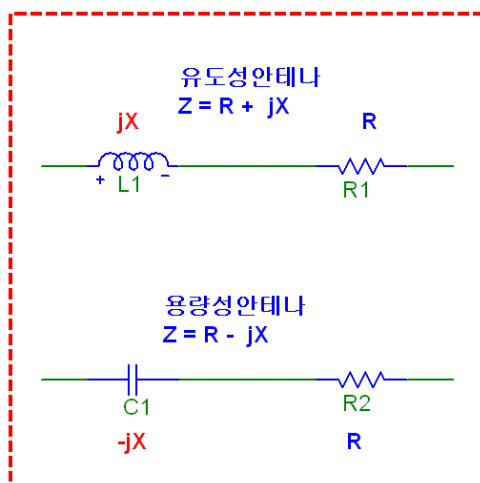 유도성안테나
Z = R + jX
jX R
+ L1 - R1
용량성안테나
Z = R - jX
C1 R2
-jX R